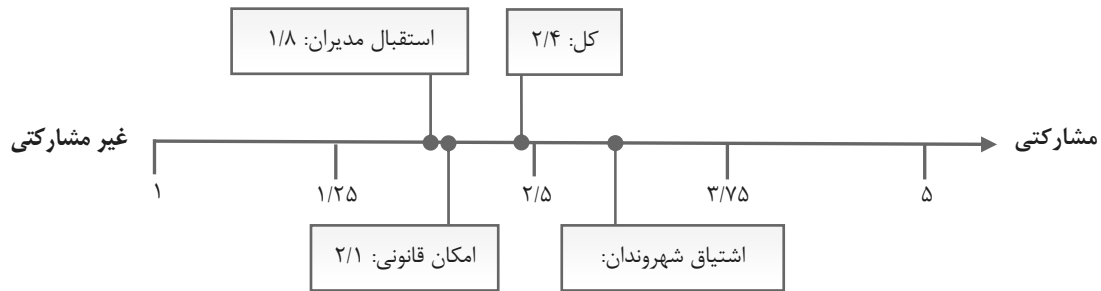 استقبال مدیران: ۱/۸
کل: ۲/۴
مشارکتی
غیر مشارکتی
۱
۱/۲۵
۲/۵
۳/۷۵
۵
امکان قانونی: ۲/۱
اشتیاق شهروندان: